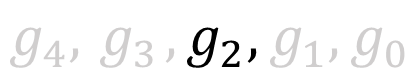 g₄, g₃, g₂, g₁, g₀